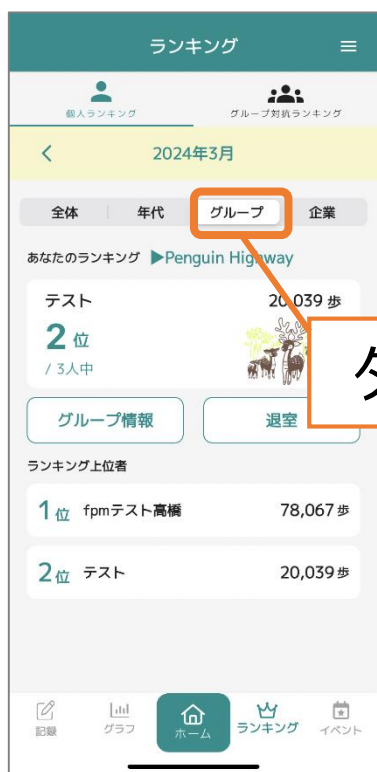 ランキング
個人ランキング
グループ対抗ランキング
2024年3月
全体 年代 グループ 企業
あなたのランキング ▶Penguin Highway
テスト 20,039 歩
2 位
/ 3人中
グループ情報 退室
ランキング上位者
1位 fpmテスト高橋 78,067歩
2位 テスト 20,039歩
記録 グラフ ホーム ランキング イベント